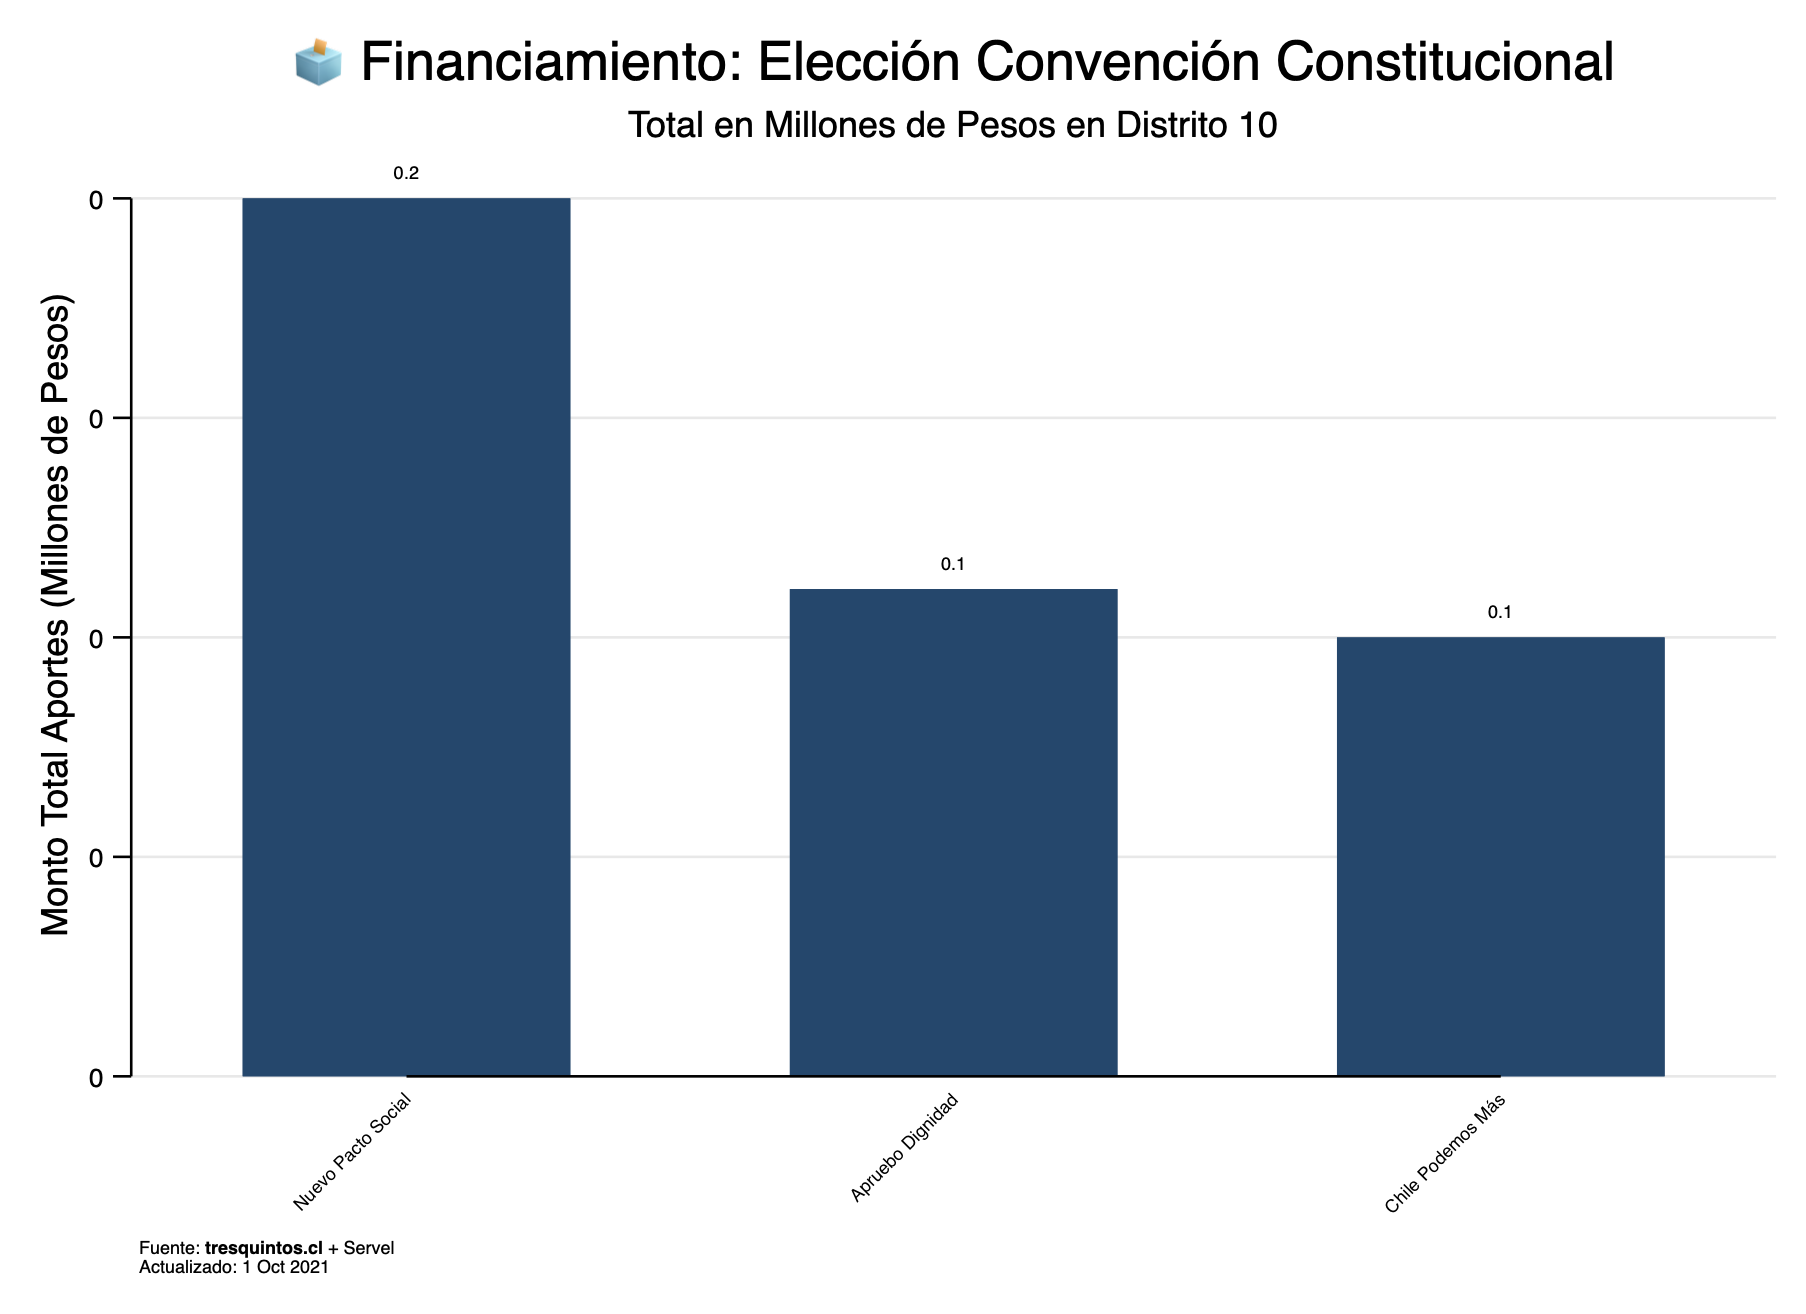 🗳️ Financiamiento: Elección Convención Constitucional
Total en Millones de Pesos en Distrito 10
Monto Total Aportes (Millones de Pesos)
0
0
0
0
0
0.2
0.1
0.1
Nuevo Pacto Social
Apruebo Dignidad
Chile Podemos Más
Fuente: tresquintos.cl + Servel
Actualizado: 1 Oct 2021